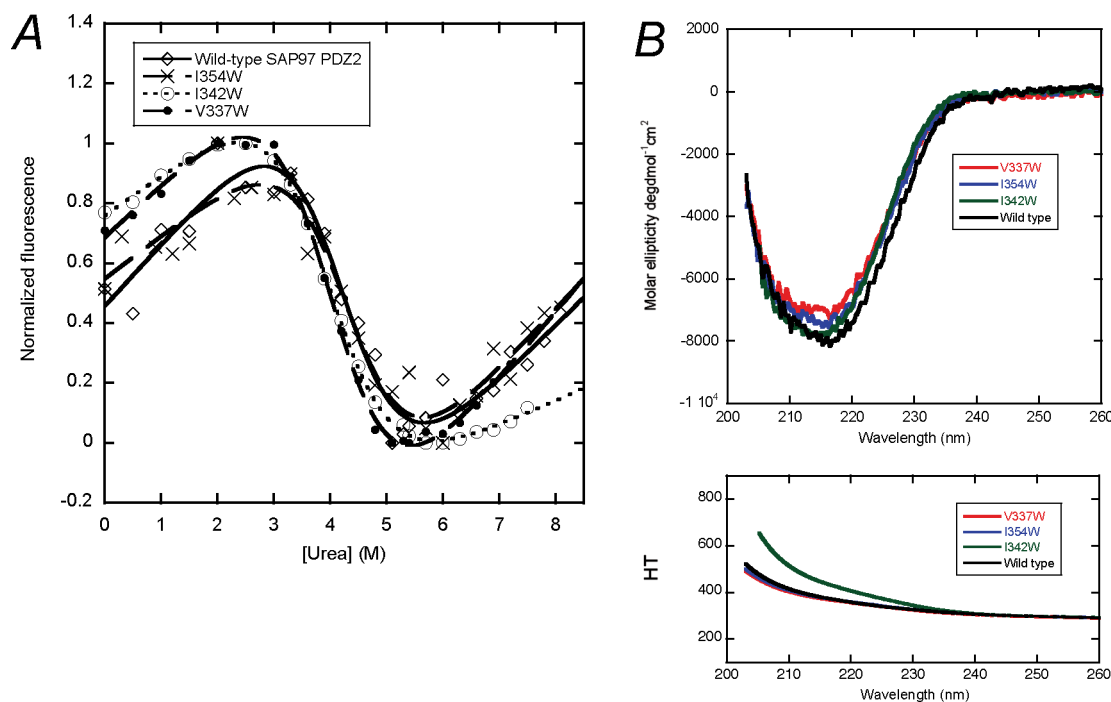 A
Normalized fluorescence
1.4
1.2
1
0.8
0.6
0.4
0.2
0
-0.2
Wild-type SAP97 PDZ2
I354W
I342W
V337W
0 1 2 3 4 5 6 7 8
[Urea] (M)
B
Molar ellipticity degdmol⁻¹cm²
0
-2000
-4000
-6000
-8000
-1 10⁴
V337W
I354W
I342W
Wild type
200 210 220 230 240 250 260
Wavelength (nm)
HT
800
600
400
200
V337W
I354W
I342W
Wild type
200 210 220 230 240 250 260
Wavelength (nm)